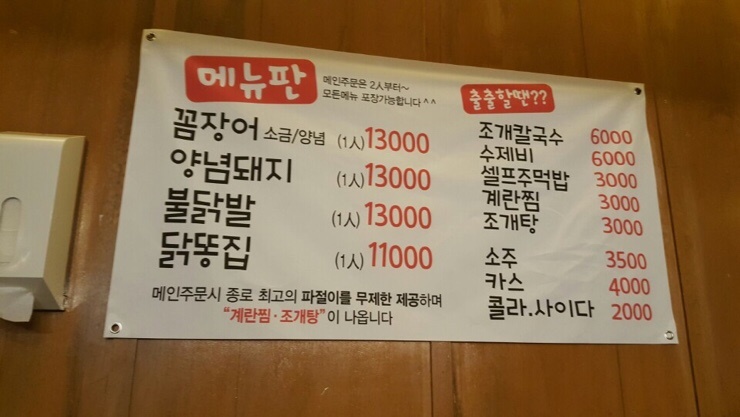 메뉴판
메인주문은 2人부터~
모든메뉴 포장가능합니다 ^^
꼼장어 소금/양념 (1人) 13000
양념돼지 (1人) 13000
불닭발 (1人) 13000
닭똥집 (1人) 11000
메인주문시 종로 최고의 파절이를 무제한 제공하며
"계란찜·조개탕"이 나옵니다
출출할땐??
조개칼국수 6000
수제비 6000
셀프주먹밥 3000
계란찜 3000
조개탕 3000
소주 3500
카스 4000
콜라.사이다 2000